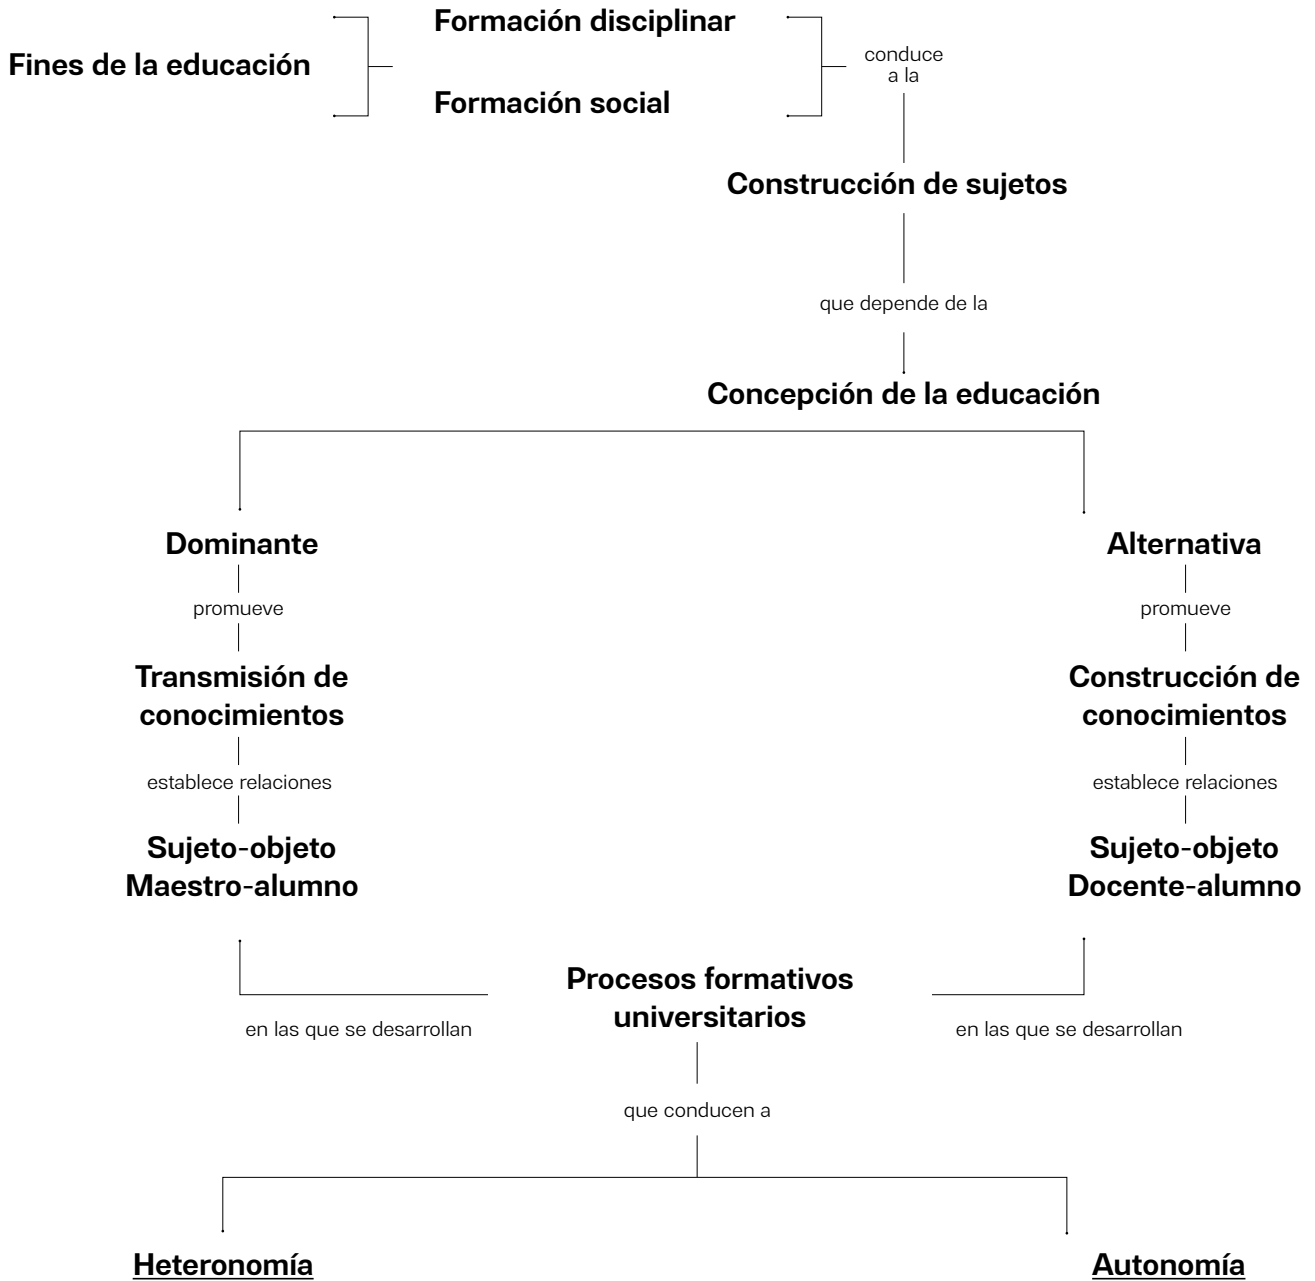 Formación disciplinar
Fines de la educación
Formación social
conduce
a la
Construcción de sujetos
que depende de la
Concepción de la educación
Dominante
Alternativa
promueve
promueve
Transmisión de
conocimientos
Construcción de
conocimientos
establece relaciones
establece relaciones
Sujeto-objeto
Maestro-alumno
Sujeto-objeto
Docente-alumno
Procesos formativos
universitarios
en las que se desarrollan
en las que se desarrollan
que conducen a
Heteronomía
Autonomía